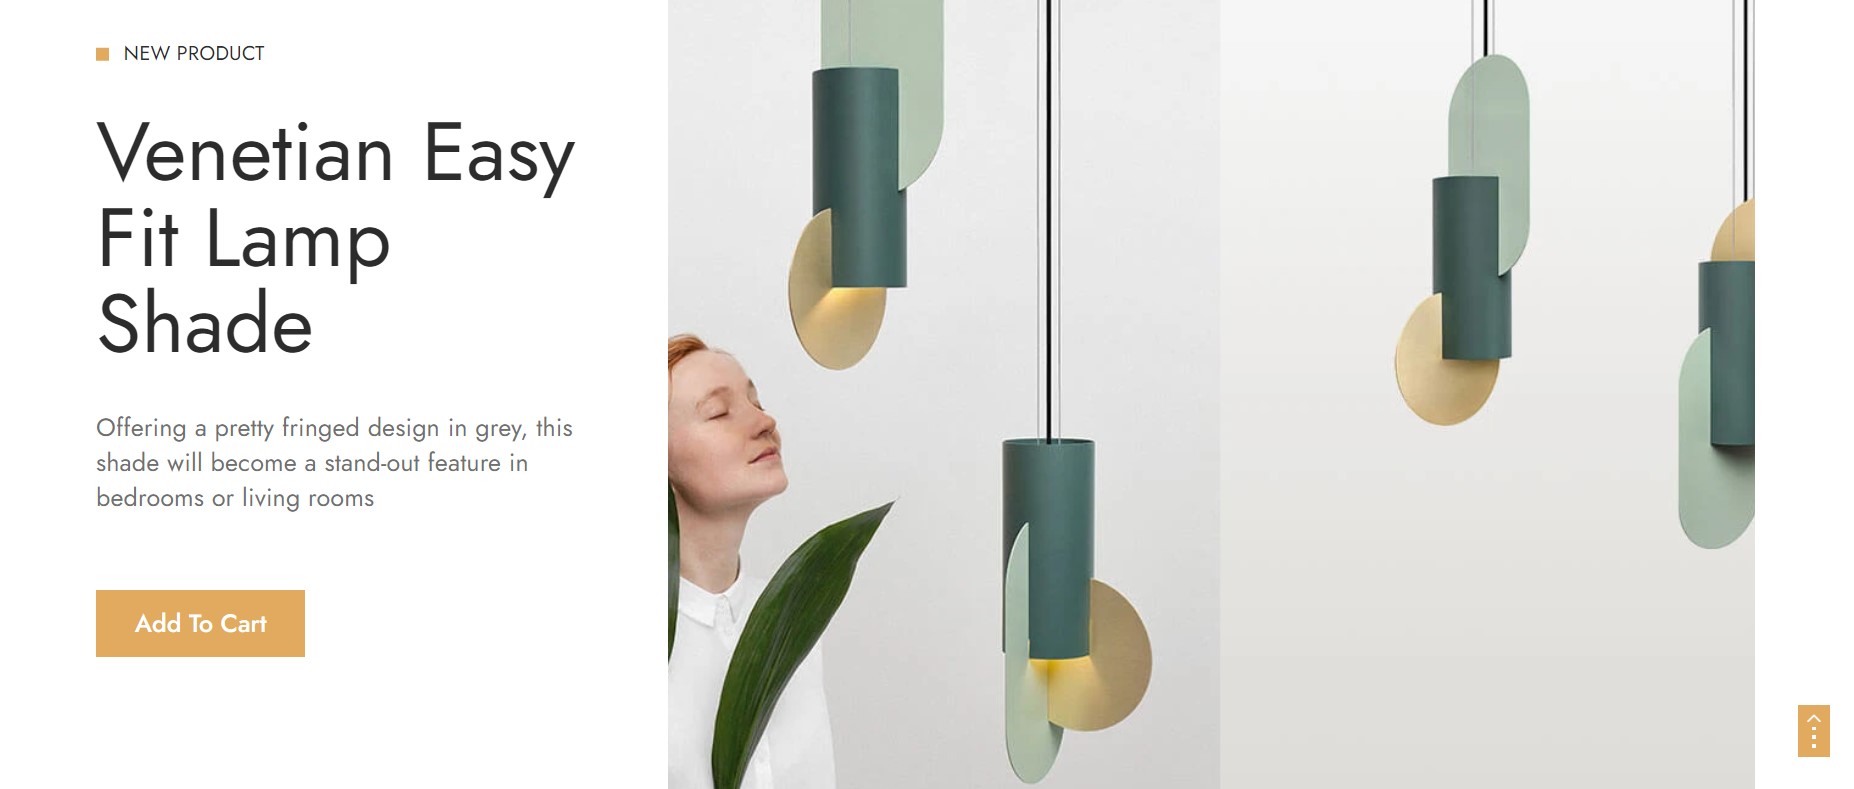 NEW PRODUCT
Venetian Easy
Fit Lamp
Shade
Offering a pretty fringed design in grey, this
shade will become a stand-out feature in
bedrooms or living rooms
Add To Cart